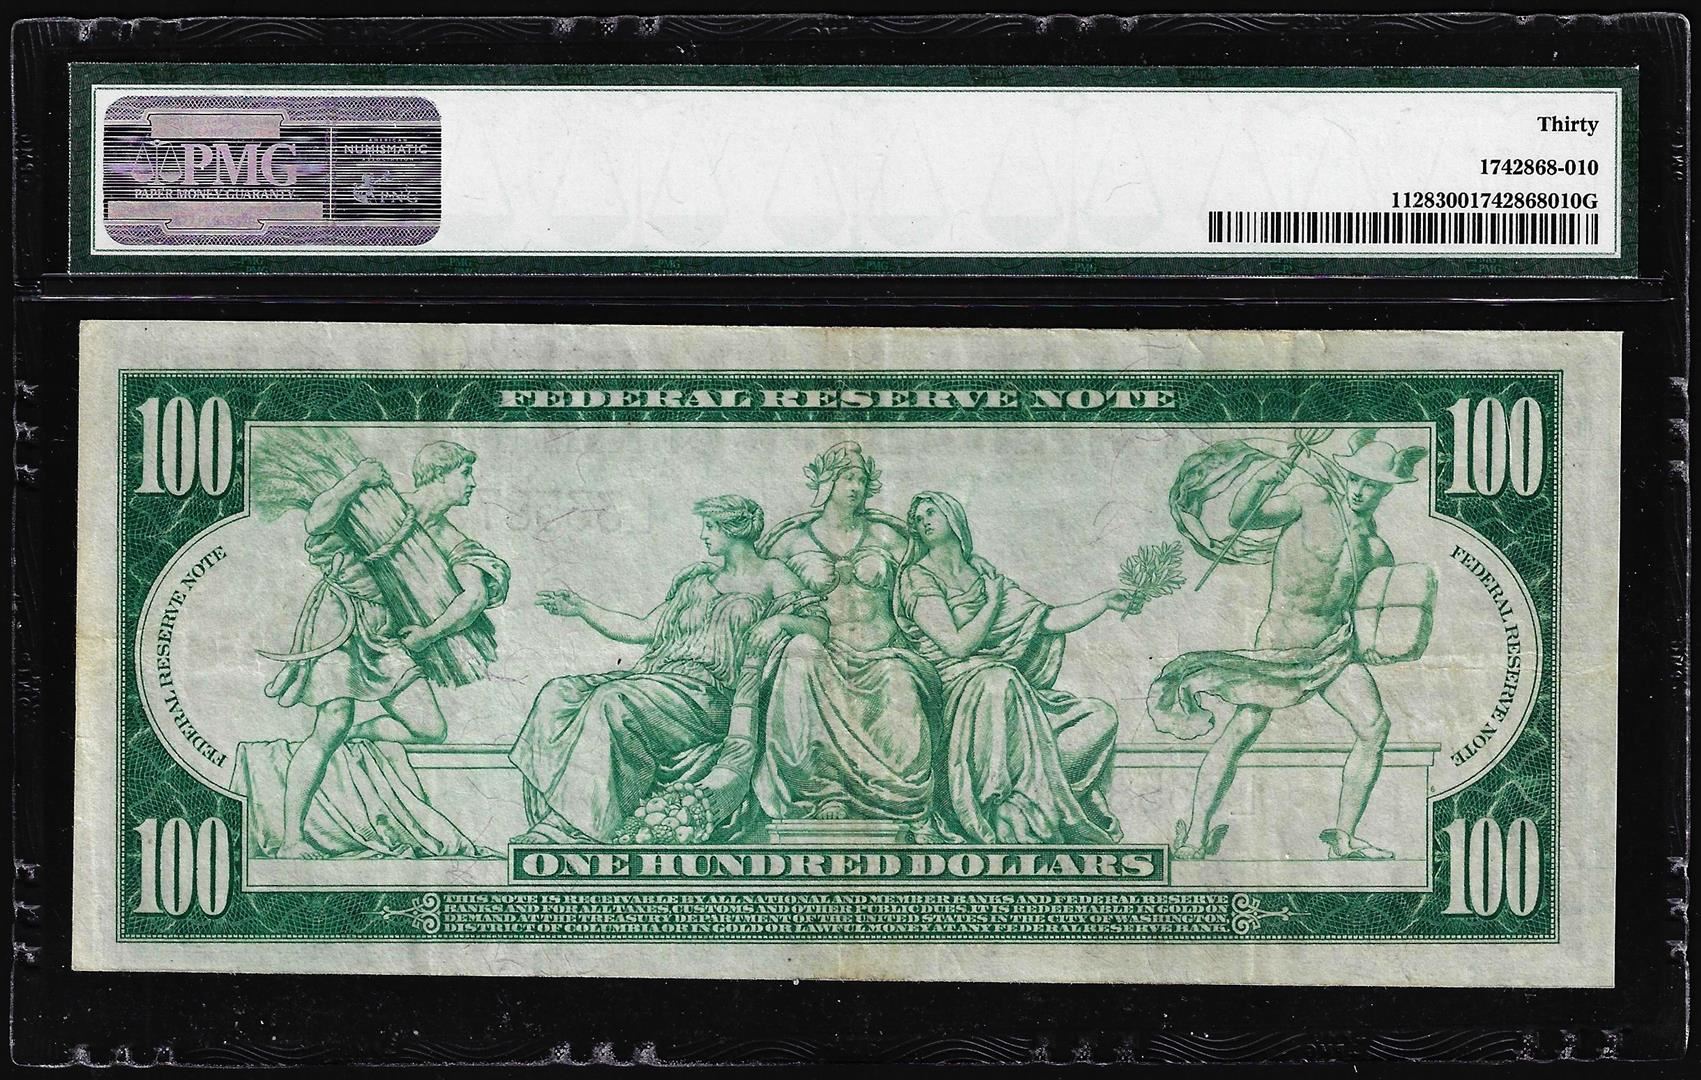 Thirty
1742868-010
11283001742868010G
PMG
PAPER MONEY GUARANTY
NUMISMATIC
PNG
FEDERAL RESERVE NOTE
100
100
FEDERAL RESERVE NOTE
FEDERAL RESERVE NOTE
100
100
ONE HUNDRED DOLLARS
THIS NOTE IS RECEIVABLE BY ALL NATIONAL AND MEMBER BANKS AND FEDERAL RESERVE
BANKS AND FOR ALL TAXES, CUSTOMS AND OTHER PUBLIC DUES. IT IS REDEEMABLE IN GOLD ON
DEMAND AT THE TREASURY DEPARTMENT OF THE UNITED STATES IN THE CITY OF WASHINGTON,
DISTRICT OF COLUMBIA OR IN GOLD OR LAWFUL MONEY AT ANY FEDERAL RESERVE BANK.